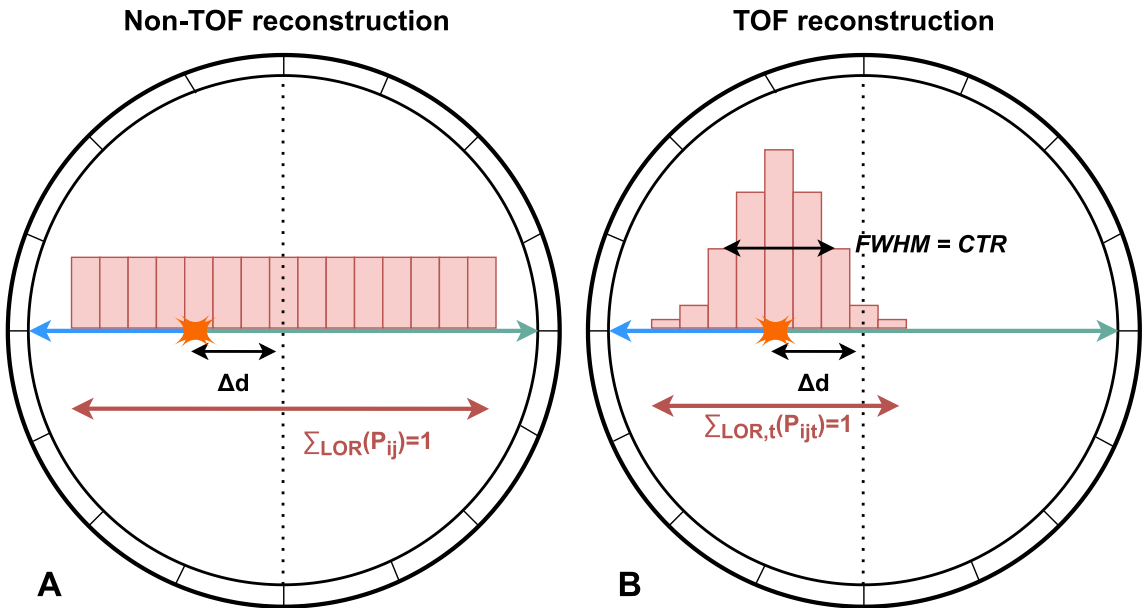 Non-TOF reconstruction
TOF reconstruction
FWHM = CTR
Δd
Δd
∑LOR(Pij)=1
∑LOR,t(Pijt)=1
A
B